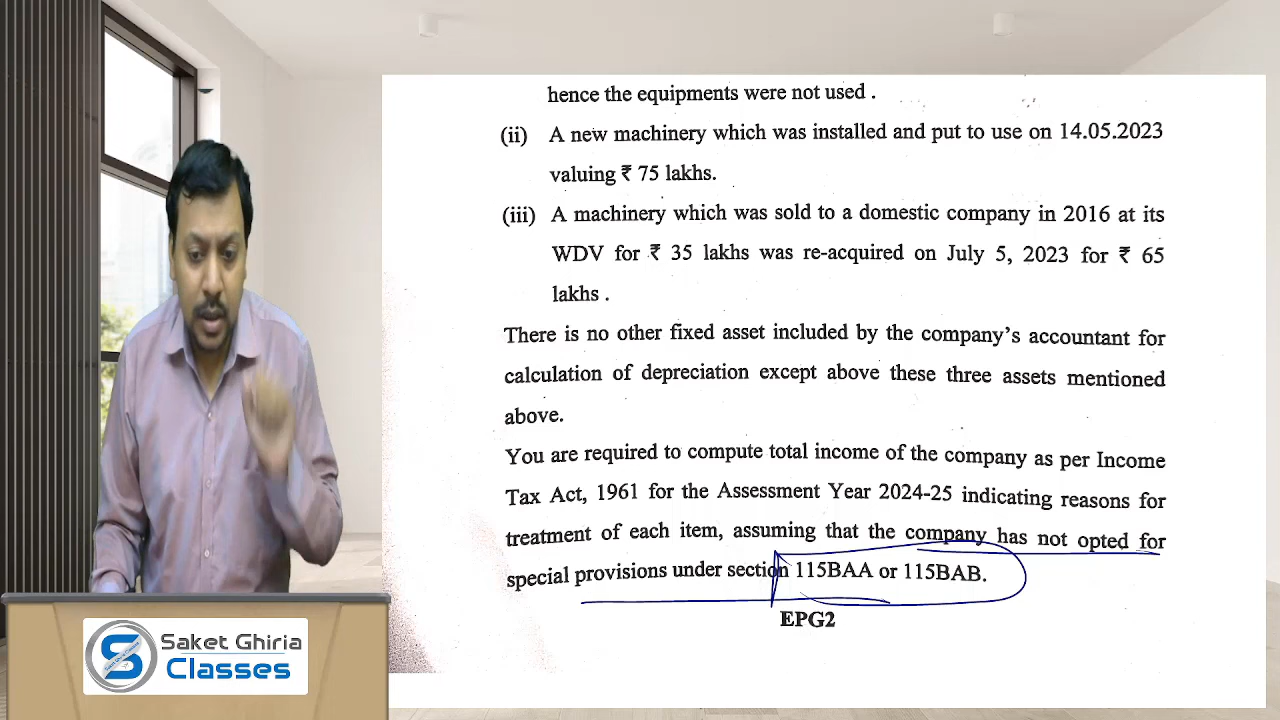 hence the equipments were not used .
(ii) A new machinery which was installed and put to use on 14.05.2023
valuing ₹ 75 lakhs.
(iii) A machinery which was sold to a domestic company in 2016 at its
WDV for ₹ 35 lakhs was re-acquired on July 5, 2023 for ₹ 65
lakhs .
There is no other fixed asset included by the company's accountant for
calculation of depreciation except above these three assets mentioned
above.
You are required to compute total income of the company as per Income
Tax Act, 1961 for the Assessment Year 2024-25 indicating reasons for
treatment of each item, assuming that the company has not opted for
special provisions under section 115BAA or 115BAB.
EPG2
Saket Ghiria
Classes